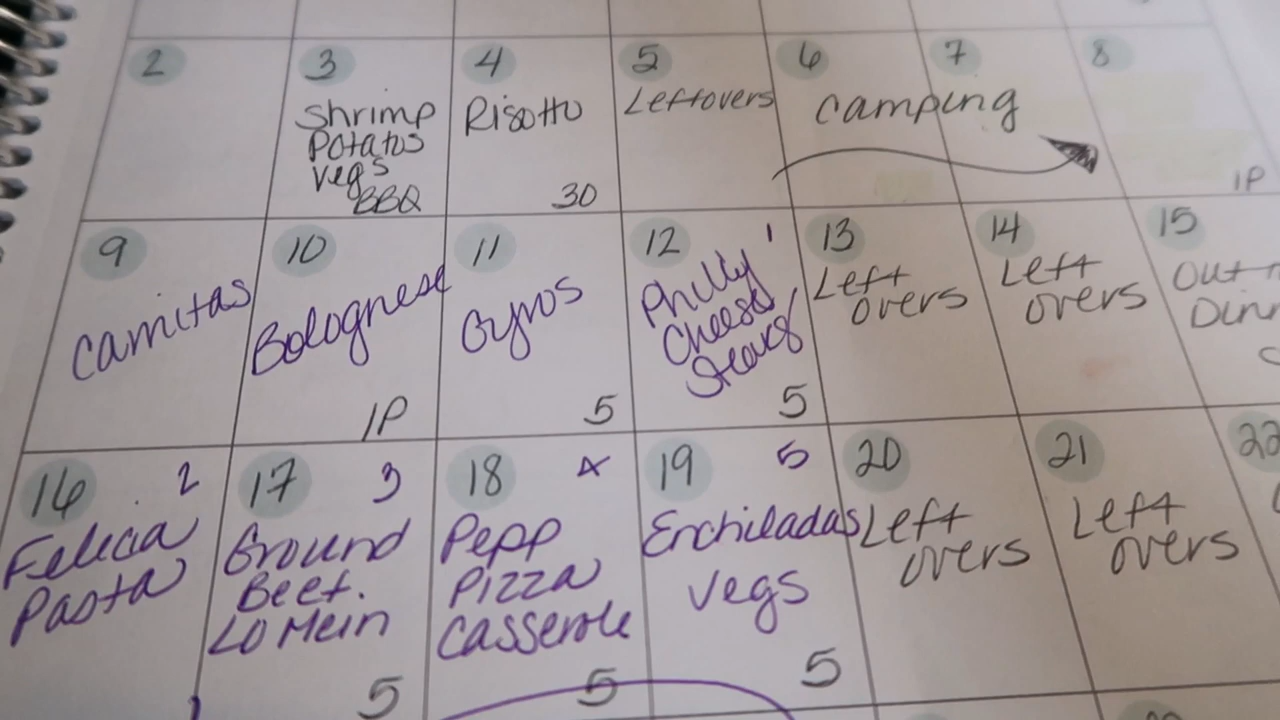 2
3
Shrimp
Potatos
vegs
BBQ
4
Risotto
30
5
Leftovers
6
camping
7
8
1P
9
Carnitas
10
Bolognese
1P
11
Gyros
5
12
1
Philly
Cheese
Steaks
5
13
Left
overs
14
Left
overs
15
Out
16
2
Felicia
Pasta
17
3
Ground
Beef.
Lo Mein
5
18
4
Pepp
Pizza
Casserole
5
19
5
Enchiladas
vegs
5
20
Left
overs
21
Left
overs
22